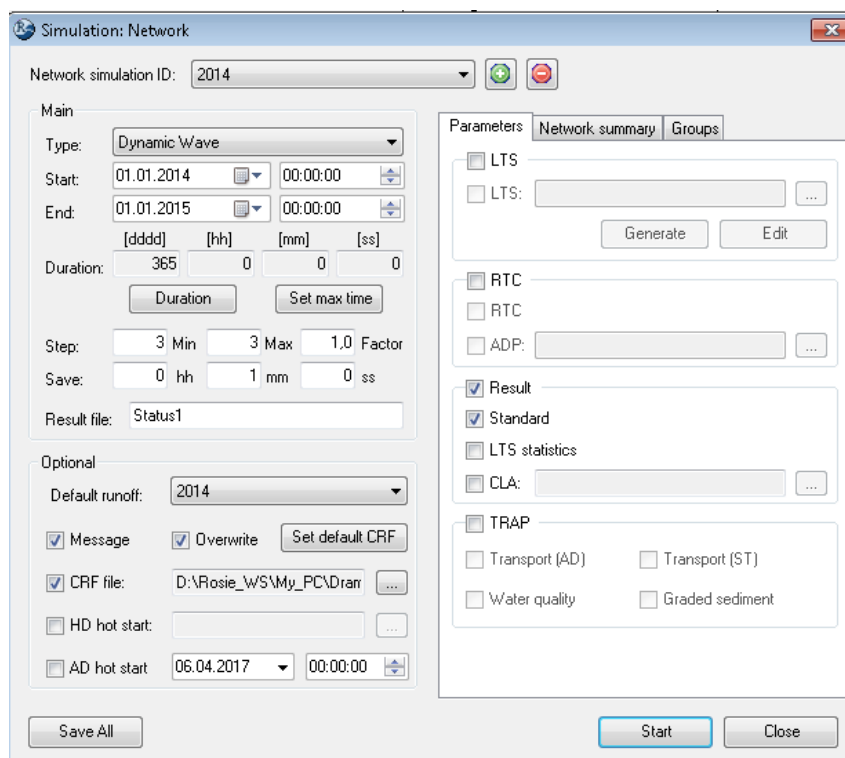 Simulation: Network
Network simulation ID: 2014
Main
Type: Dynamic Wave
Start: 01.01.2014 00:00:00
End: 01.01.2015 00:00:00
[dddd] [hh] [mm] [ss]
Duration: 365 0 0 0
Duration Set max time
Step: 3 Min 3 Max 1,0 Factor
Save: 0 hh 1 mm 0 ss
Result file: Status1
Optional
Default runoff: 2014
Message Overwrite Set default CRF
CRF file: D:\Rosie_WS\My_PC\Dram ...
HD hot start: ...
AD hot start 06.04.2017 00:00:00
Parameters Network summary Groups
LTS
LTS: ...
Generate Edit
RTC
RTC
ADP: ...
Result
Standard
LTS statistics
CLA: ...
TRAP
Transport (AD) Transport (ST)
Water quality Graded sediment
Save All Start Close